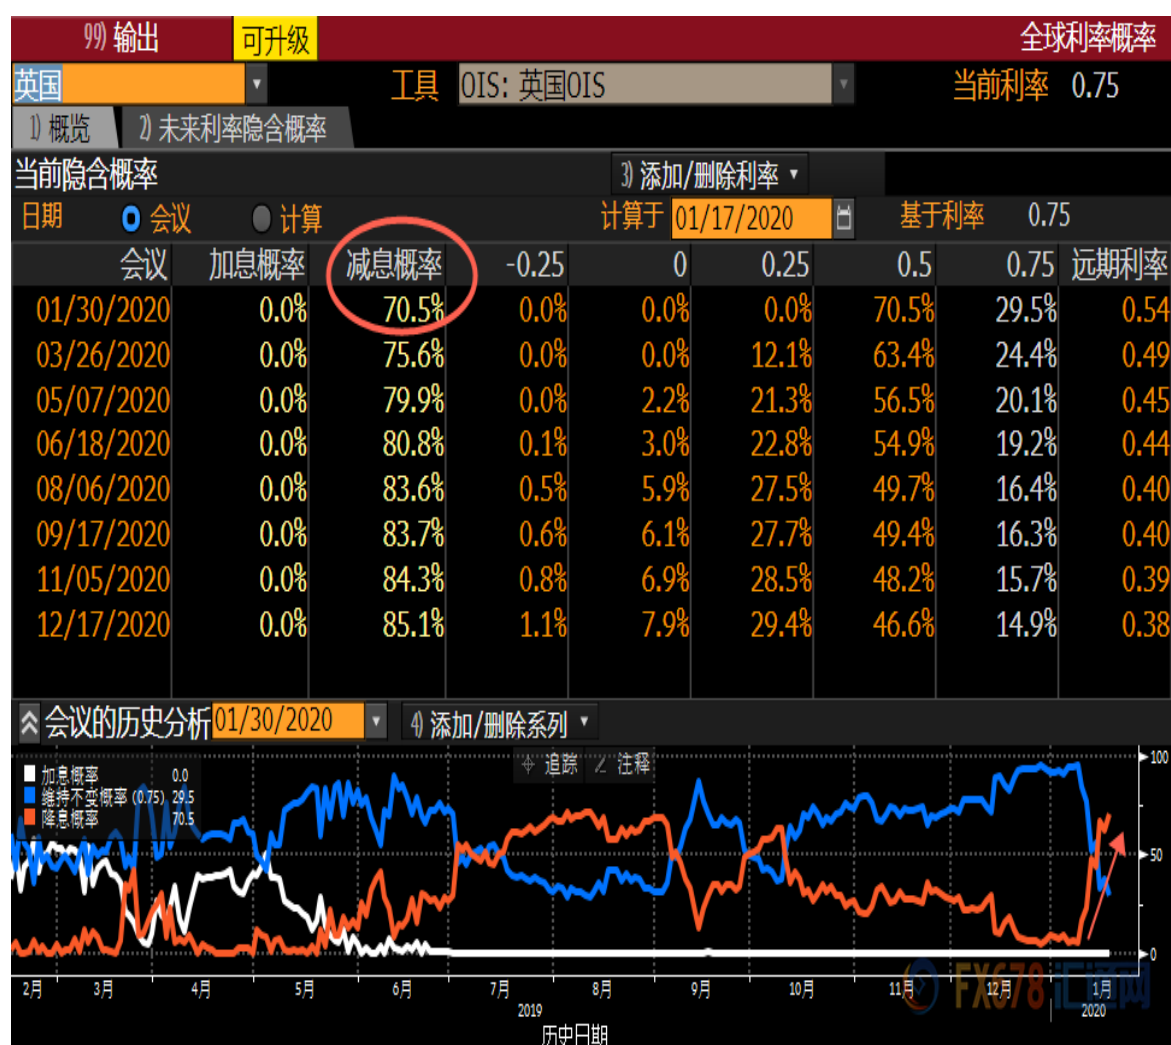 99) 输出 可升级 全球利率概率
英国 工具 OIS: 英国OIS 当前利率 0.75
1) 概览 2) 未来利率隐含概率
当前隐含概率 3) 添加/删除利率
日期 会议 计算 计算于 01/17/2020 基于利率 0.75
会议 加息概率 减息概率 -0.25 0 0.25 0.5 0.75 远期利率
01/30/2020 0.0% 70.5% 0.0% 0.0% 0.0% 70.5% 29.5% 0.54
03/26/2020 0.0% 75.6% 0.0% 0.0% 12.1% 63.4% 24.4% 0.49
05/07/2020 0.0% 79.9% 0.0% 2.2% 21.3% 56.5% 20.1% 0.45
06/18/2020 0.0% 80.8% 0.1% 3.0% 22.8% 54.9% 19.2% 0.44
08/06/2020 0.0% 83.6% 0.5% 5.9% 27.5% 49.7% 16.4% 0.40
09/17/2020 0.0% 83.7% 0.6% 6.1% 27.7% 49.4% 16.3% 0.40
11/05/2020 0.0% 84.3% 0.8% 6.9% 28.5% 48.2% 15.7% 0.39
12/17/2020 0.0% 85.1% 1.1% 7.9% 29.4% 46.6% 14.9% 0.38
会议的历史分析 01/30/2020 4) 添加/删除系列
追踪 注释
加息概率 0.0
维持不变概率 (0.75) 29.5
降息概率 70.5
100
50
0
2月 3月 4月 5月 6月 7月 8月 9月 10月 11月 12月 1月
2019 2020
历史日期
FX678 汇通网